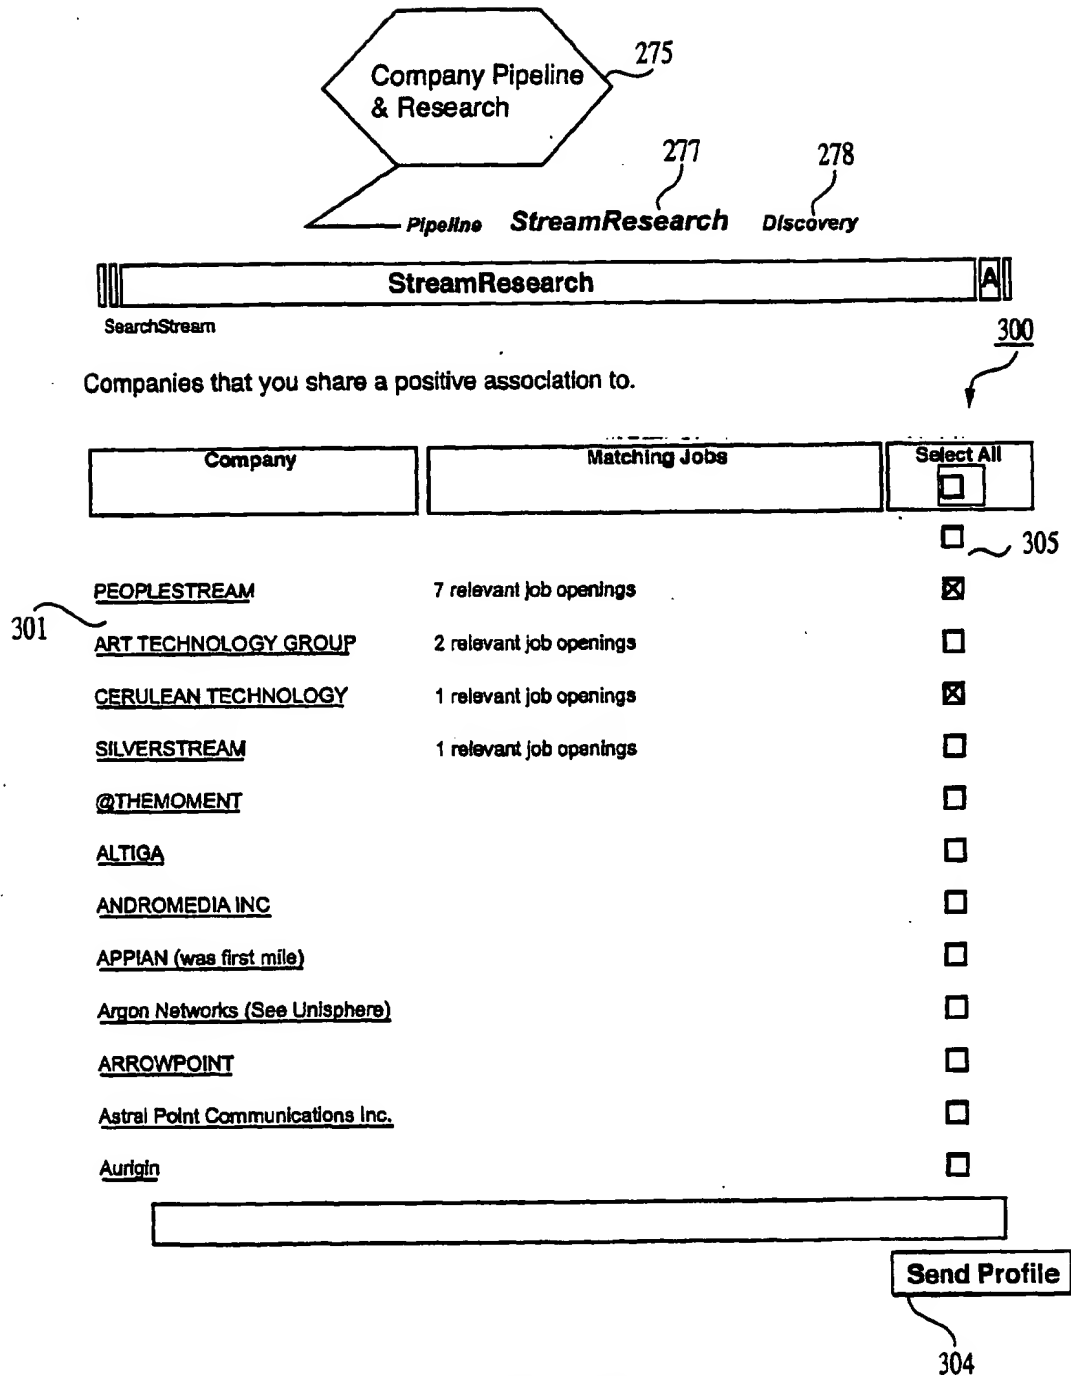 275
Company Pipeline
& Research
277
278
Pipeline StreamResearch Discovery
StreamResearch A
SearchStream
300
Companies that you share a positive association to.
Company Matching Jobs Select All
305
PEOPLESTREAM 7 relevant job openings
301
ART TECHNOLOGY GROUP 2 relevant job openings
CERULEAN TECHNOLOGY 1 relevant job openings
SILVERSTREAM 1 relevant job openings
@THEMOMENT
ALTIGA
ANDROMEDIA INC
APPIAN (was first mile)
Argon Networks (See Unisphere)
ARROWPOINT
Astral Point Communications Inc.
Aurigin
Send Profile
304